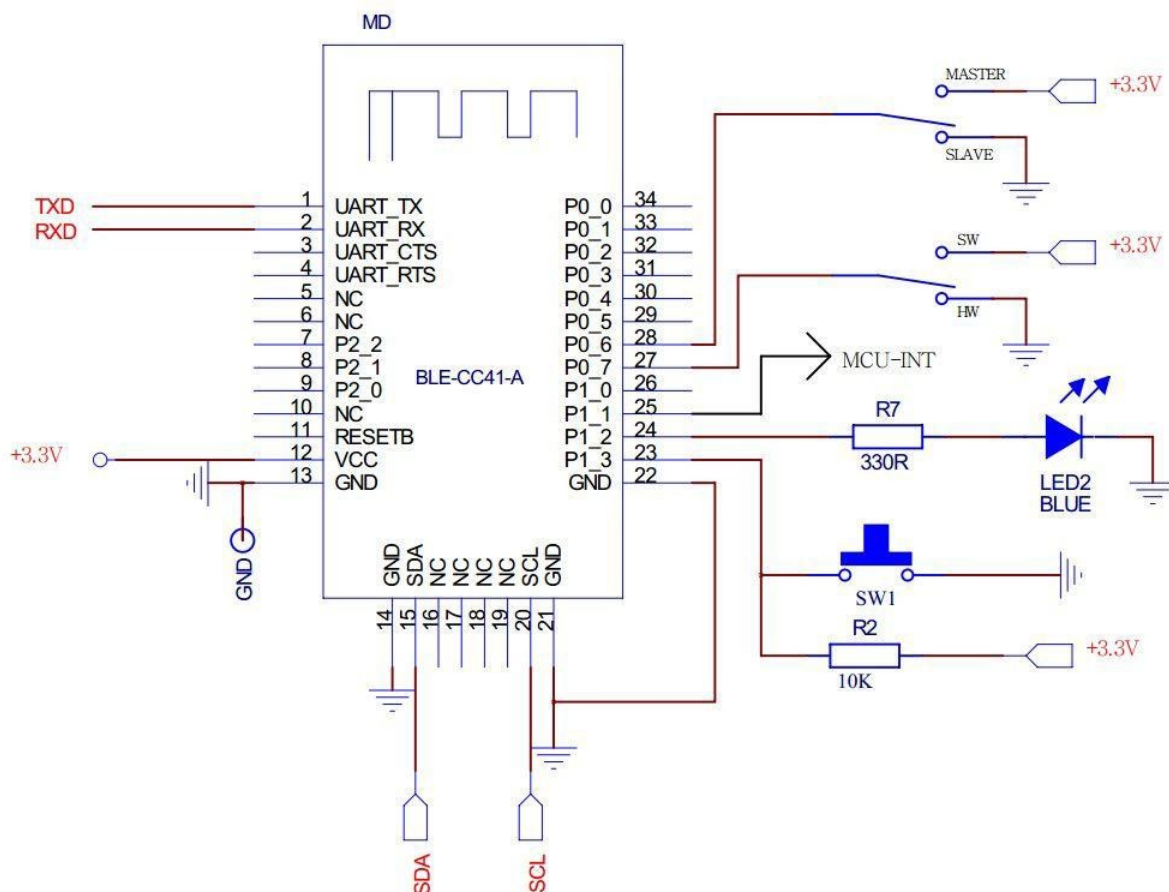 MD
MASTER
+3.3V
SLAVE
TXD
RXD
1 UART_TX
2 UART_RX
3 UART_CTS
4 UART_RTS
5 NC
6 NC
7 P2_2
8 P2_1
9 P2_0
10 NC
11 RESETB
12 VCC
13 GND
+3.3V
GND
BLE-CC41-A
P0_0 34
P0_1 33
P0_2 32
P0_3 31
P0_4 30
P0_5 29
P0_6 28
P0_7 27
P1_0 26
P1_1 25
P1_2 24
P1_3 23
GND 22
SW
+3.3V
HW
MCU-INT
R7
330R
LED2
BLUE
SW1
R2
10K
+3.3V
GND
SDA
NC
NC
NC
NC
SCL
GND
14
15
16
17
18
19
20
21
SDA
SCL